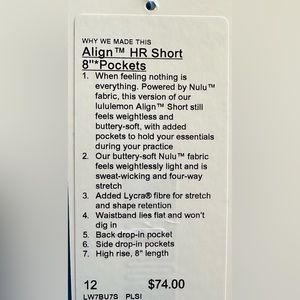 WHY WE MADE THIS
Align™ HR Short
8"*Pockets
1. When feeling nothing is
everything. Powered by Nulu™
fabric, this version of our
lululemon Align™ Short still
feels weightless and
buttery-soft, with added
pockets to hold your essentials
during your practice
2. Our buttery-soft Nulu™ fabric
feels weightlessly light and is
sweat-wicking and four-way
stretch
3. Added Lycra® fibre for stretch
and shape retention
4. Waistband lies flat and won't
dig in
5. Back drop-in pocket
6. Side drop-in pockets
7. High rise, 8" length
12 $74.00
LW7BU7S PLSI